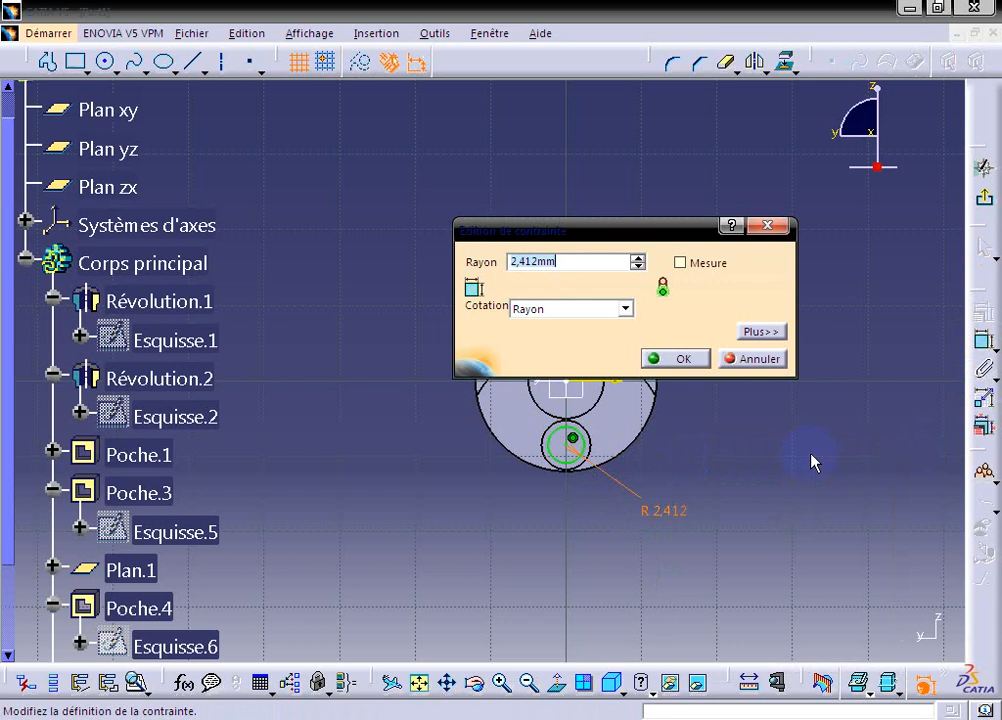 Démarrer ENOVIA V5 VPM Fichier Edition Affichage Insertion Outils Fenêtre Aide
Plan xy
Plan yz
Plan zx
Systèmes d'axes
Corps principal
Révolution.1
Esquisse.1
Révolution.2
Esquisse.2
Poche.1
Poche.3
Esquisse.5
Plan.1
Poche.4
Esquisse.6
z
y x
Edition de contrainte
Rayon 2,412mm Mesure
Cotation Rayon
Plus>>
OK Annuler
R 2,412
z
y
f(x)
CATIA
Modifiez la définition de la contrainte.